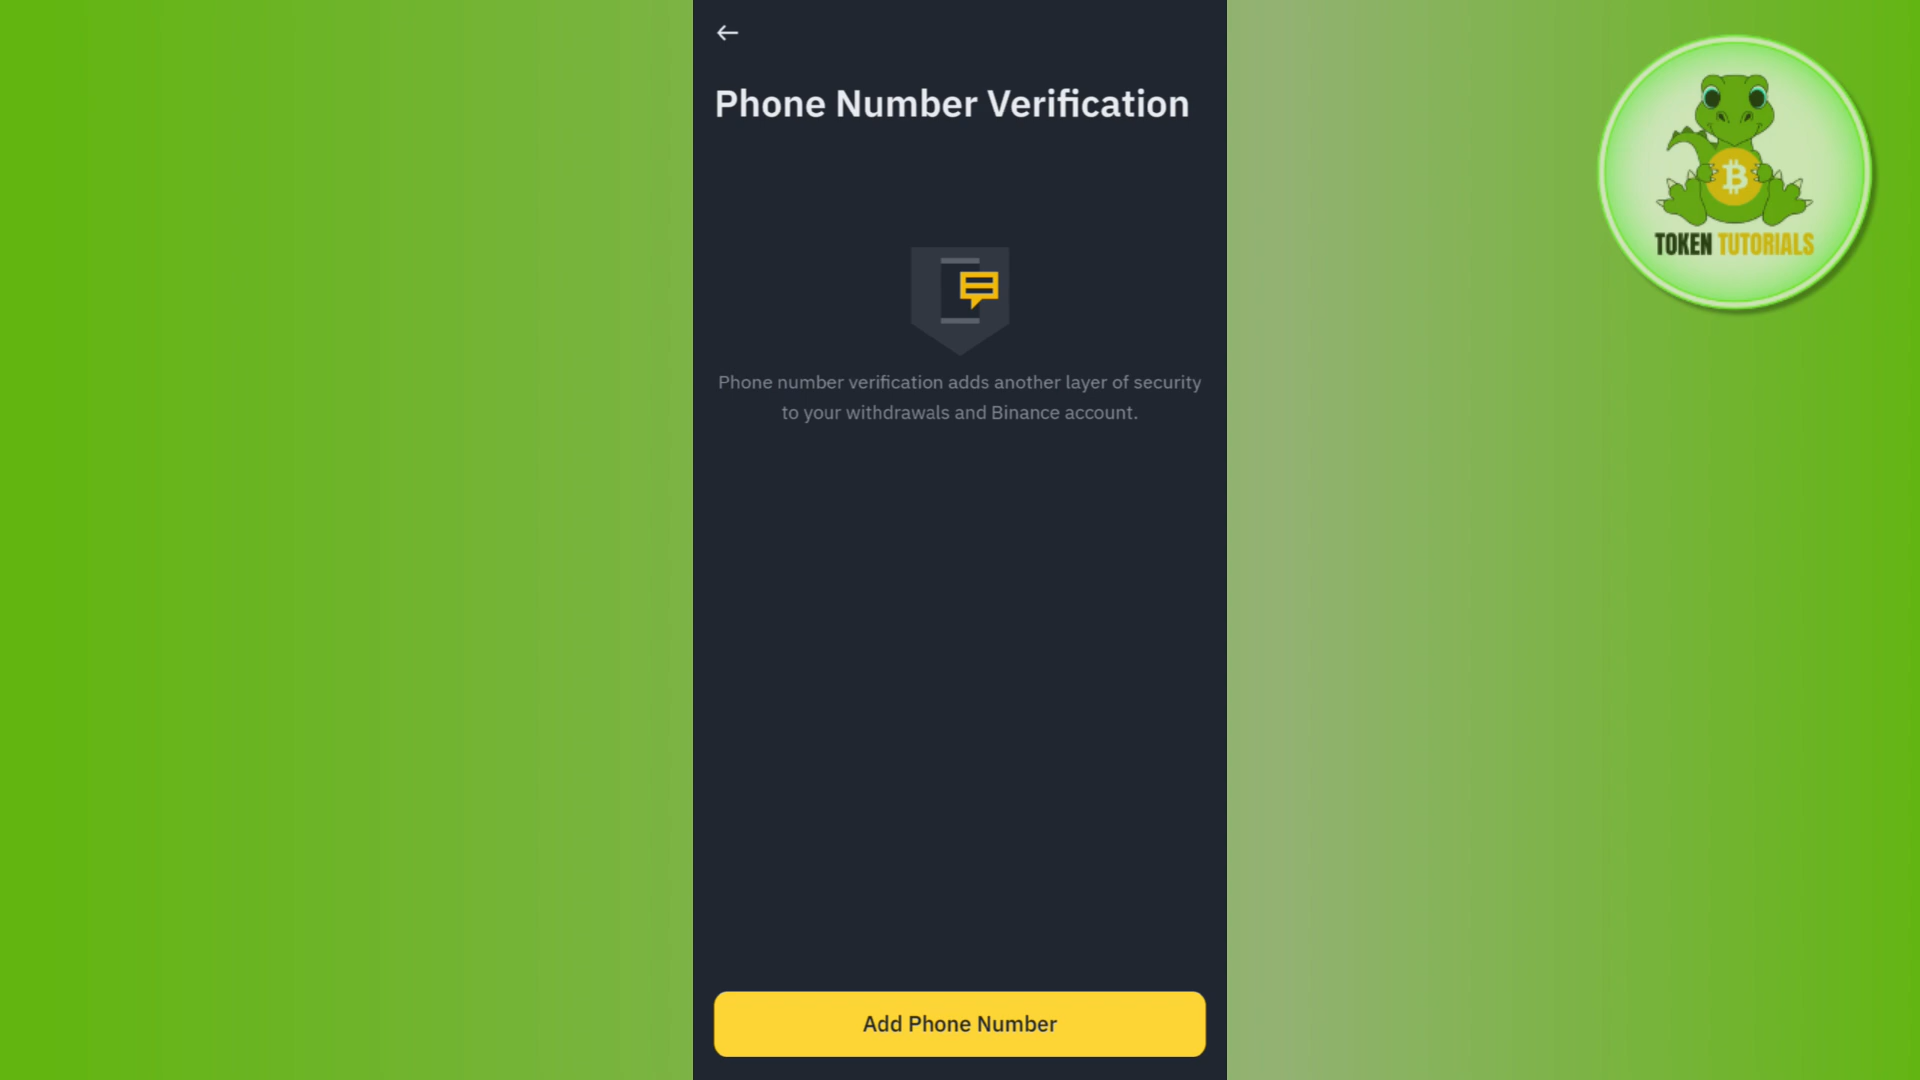 Phone Number Verification
TOKEN TUTORIALS
Phone number verification adds another layer of security
to your withdrawals and Binance account.
Add Phone Number